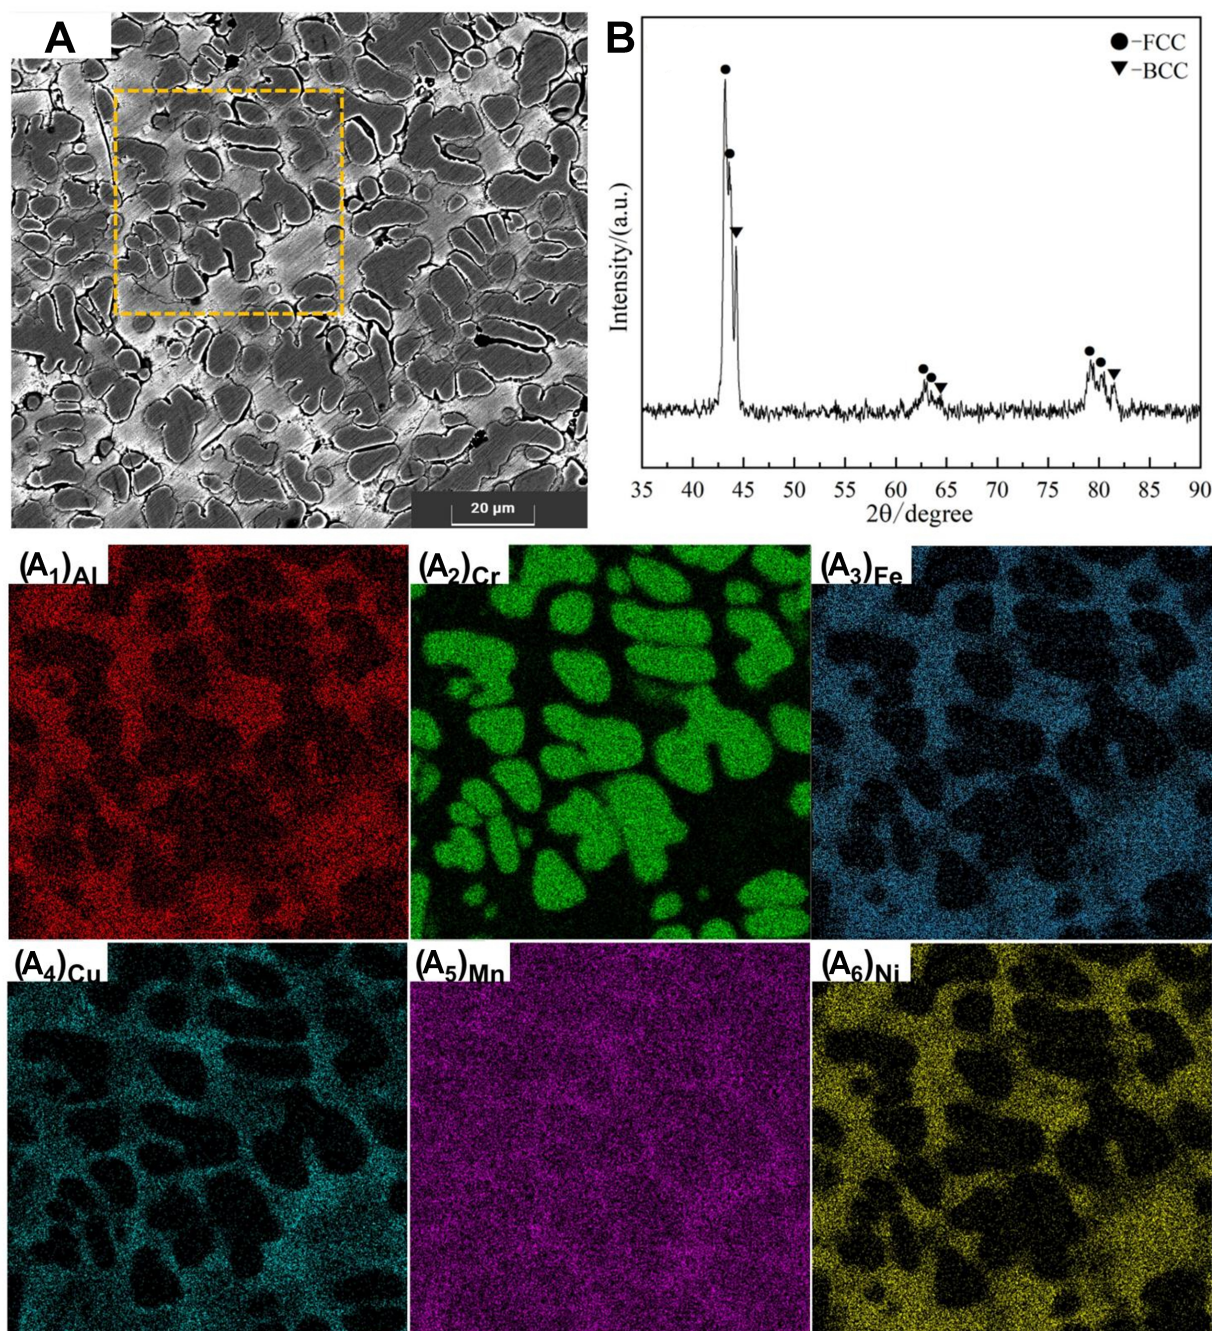 A
20 µm
B
●-FCC
▼-BCC
Intensity/(a.u.)
35 40 45 50 55 60 65 70 75 80 85 90
2θ/degree
(A1)Al
(A2)Cr
(A3)Fe
(A4)Cu
(A5)Mn
(A6)Ni